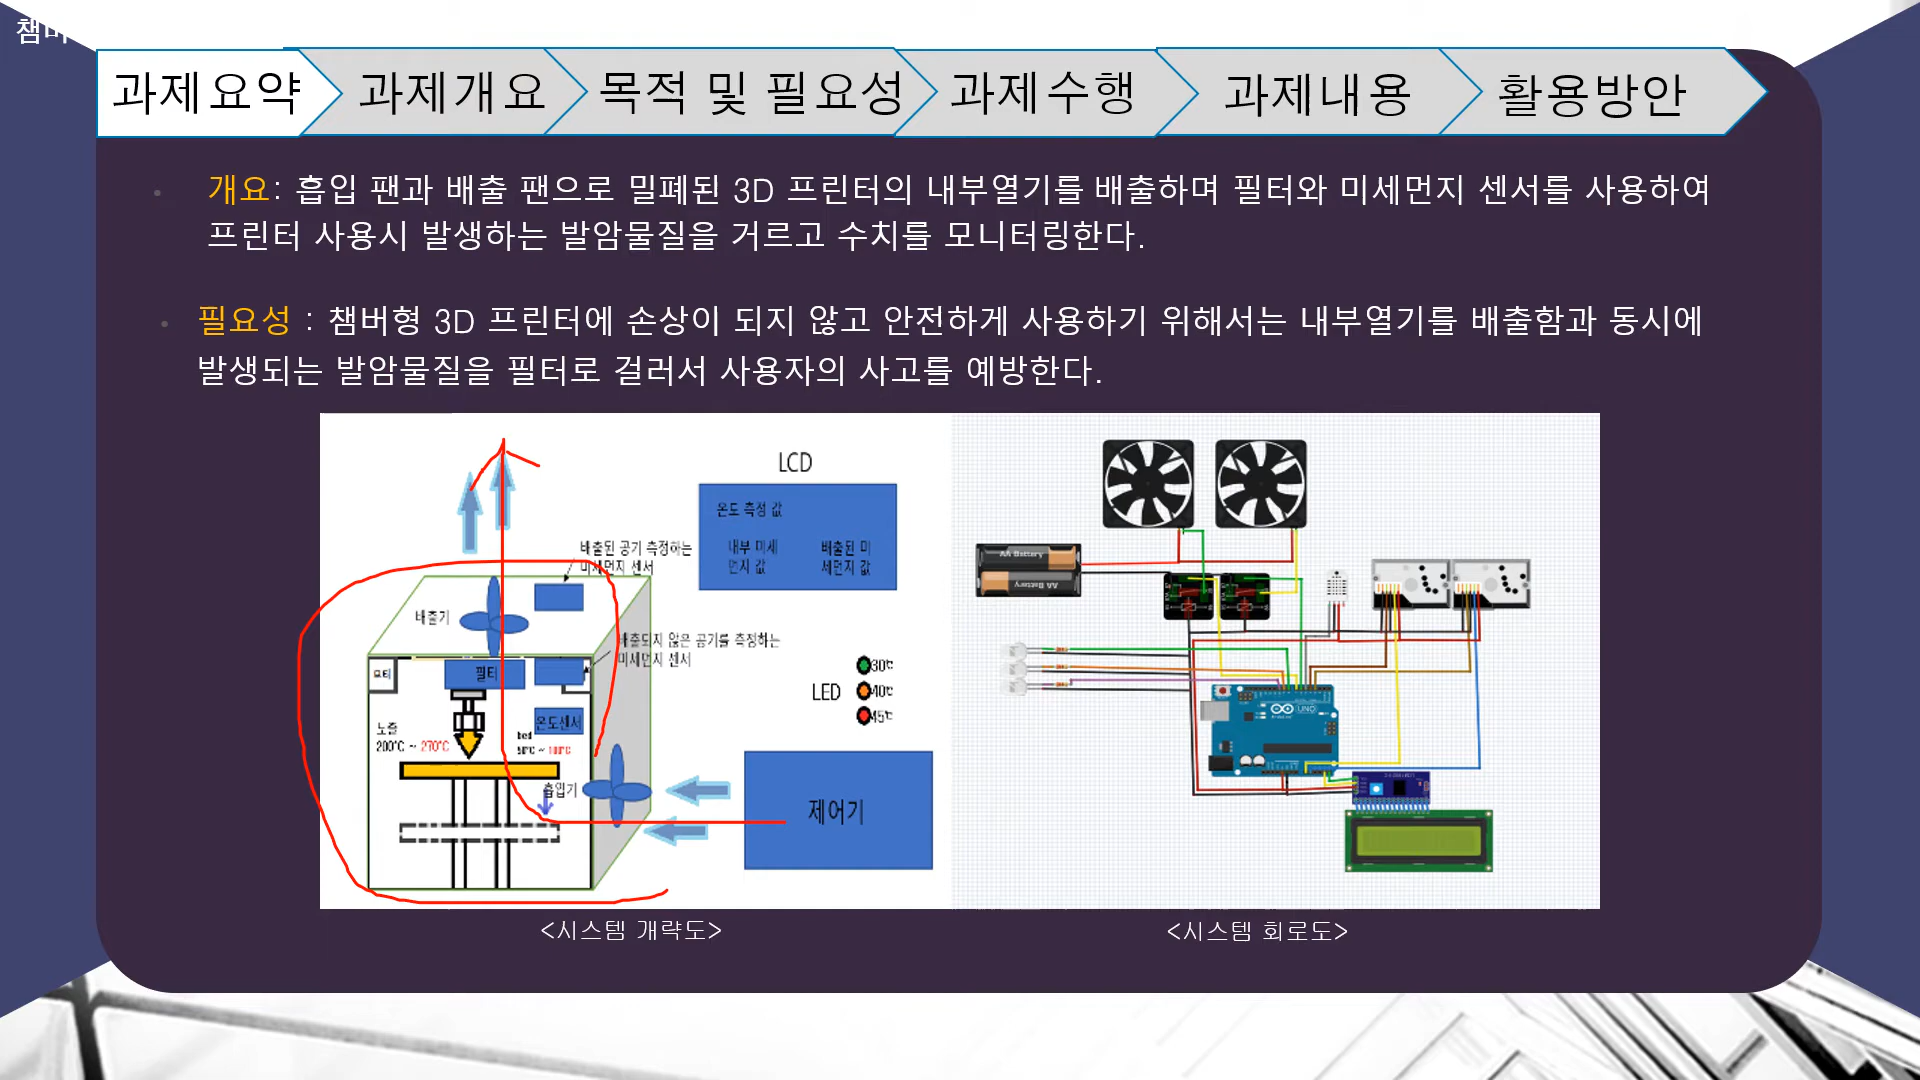 과제요약
과제개요
목적 및 필요성
과제수행
과제내용
활용방안
개요: 흡입 팬과 배출 팬으로 밀폐된 3D 프린터의 내부열기를 배출하며 필터와 미세먼지 센서를 사용하여
프린터 사용시 발생하는 발암물질을 거르고 수치를 모니터링한다.
필요성 : 챔버형 3D 프린터에 손상이 되지 않고 안전하게 사용하기 위해서는 내부열기를 배출함과 동시에
발생되는 발암물질을 필터로 걸러서 사용자의 사고를 예방한다.
LCD
온도 측정 값
내부 미세
먼지 값
배출된 미
세먼지 값
배출된 공기 측정하는
미세먼지 센서
배출기
배출되지 않은 공기를 측정하는
미세먼지 센서
모터
필터
온도센서
노즐
200℃ ~ 270℃
bed
50℃ ~ 100℃
흡입기
LED
30℃
40℃
45℃
제어기
AA Battery
AA Battery
UNO
<시스템 개략도>
<시스템 회로도>